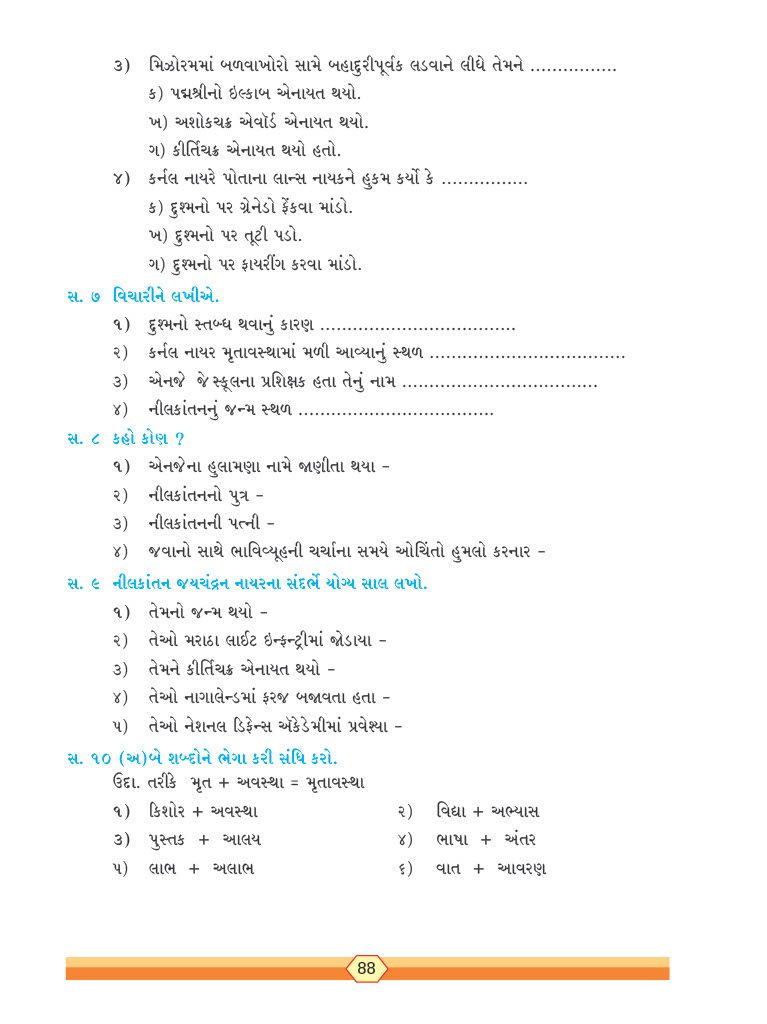 ૩) મિઝોરમમાં બળવાખોરો સામે બહાદુરીપૂર્વક લડવાને લીધે તેમને ................
ક) પદ્મશ્રીનો ઇલ્કાબ એનાયત થયો.
ખ) અશોકચક્ર એવૉર્ડ એનાયત થયો.
ગ) કીર્તિચક્ર એનાયત થયો હતો.
૪) કર્નલ નાયરે પોતાના લાન્સ નાયકને હુકમ કર્યો કે ................
ક) દુશ્મનો પર ગ્રેનેડો ફેંકવા માંડો.
ખ) દુશ્મનો પર તૂટી પડો.
ગ) દુશ્મનો પર ફાયરીંગ કરવા માંડો.
સ. ૭ વિચારીને લખીએ.
૧) દુશ્મનો સ્તબ્ધ થવાનું કારણ ....................................
૨) કર્નલ નાયર મૃતાવસ્થામાં મળી આવ્યાનું સ્થળ ....................................
૩) એનજે જે સ્કૂલના પ્રશિક્ષક હતા તેનું નામ ....................................
૪) નીલકાંતનનું જન્મ સ્થળ ....................................
સ. ૮ કહો કોણ ?
૧) એનજેના હુલામણા નામે જાણીતા થયા –
૨) નીલકાંતનનો પુત્ર –
૩) નીલકાંતનની પત્ની –
૪) જવાનો સાથે ભાવિવ્યૂહની ચર્ચાના સમયે ઓચિંતો હુમલો કરનાર –
સ. ૯ નીલકાંતન જયચંદ્રન નાયરના સંદર્ભે યોગ્ય સાલ લખો.
૧) તેમનો જન્મ થયો –
૨) તેઓ મરાઠા લાઈટ ઇન્ફન્ટ્રીમાં જોડાયા –
૩) તેમને કીર્તિચક્ર એનાયત થયો –
૪) તેઓ નાગાલેન્ડમાં ફરજ બજાવતા હતા –
૫) તેઓ નેશનલ ડિફેન્સ ઍકેડેમીમાં પ્રવેશ્યા –
સ. ૧૦ (અ)બે શબ્દોને ભેગા કરી સંધિ કરો.
ઉદા. તરીકે મૃત + અવસ્થા = મૃતાવસ્થા
૧) કિશોર + અવસ્થા ૨) વિદ્યા + અભ્યાસ
૩) પુસ્તક + આલય ૪) ભાષા + અંતર
૫) લાભ + અલાભ ૬) વાત + આવરણ
88